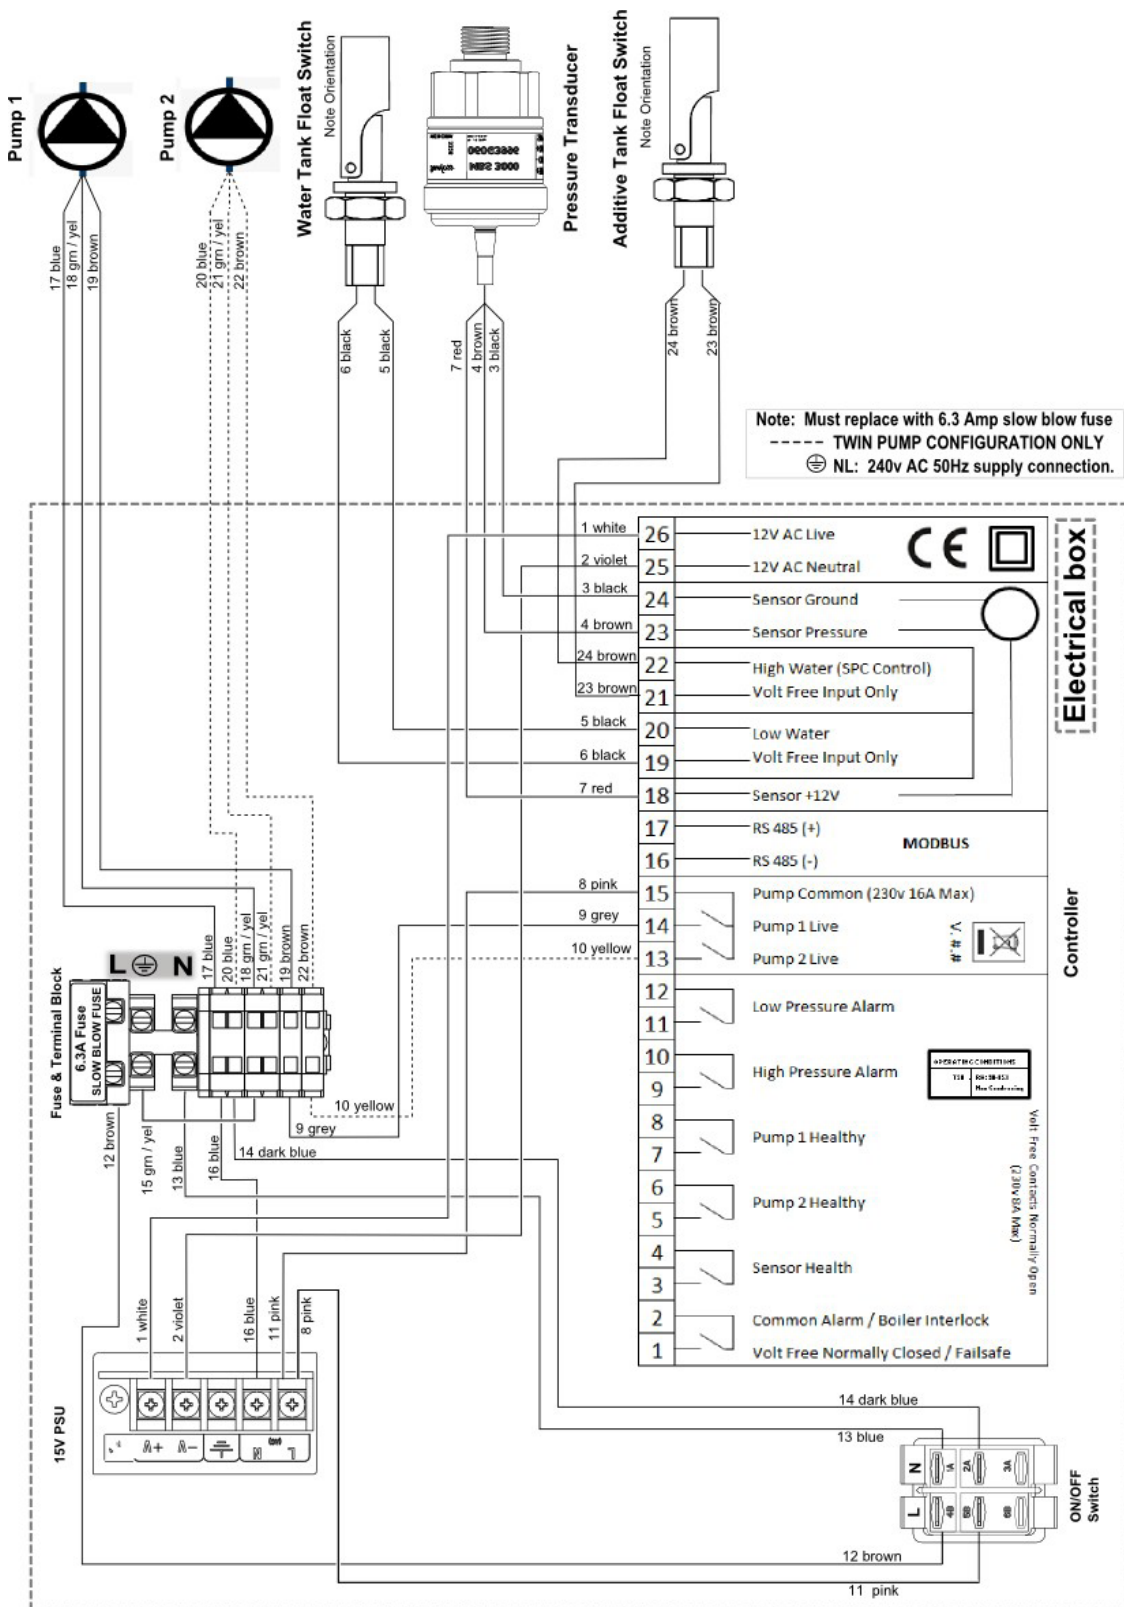 Pump 1
Pump 2
Water Tank Float Switch
Note Orientation
Pressure Transducer
MBS 3000
060G3996
Additive Tank Float Switch
Note Orientation
17 blue
18 grn / yel
19 brown
20 blue
21 grn / yel
22 brown
6 black
5 black
7 red
4 brown
3 black
24 brown
23 brown
Note: Must replace with 6.3 Amp slow blow fuse
----- TWIN PUMP CONFIGURATION ONLY
NL: 240v AC 50Hz supply connection.
Electrical box
1 white
26
12V AC Live
2 violet
25
12V AC Neutral
CE
3 black
24
Sensor Ground
4 brown
23
Sensor Pressure
24 brown
22
High Water (SPC Control)
23 brown
21
Volt Free Input Only
5 black
20
Low Water
6 black
19
Volt Free Input Only
7 red
18
Sensor +12V
17
RS 485 (+)
MODBUS
16
RS 485 (-)
8 pink
15
Pump Common (230v 16A Max)
9 grey
14
Pump 1 Live
10 yellow
13
Pump 2 Live
V.##
Controller
12
Low Pressure Alarm
11
10
High Pressure Alarm
9
OPERATING CONDITIONS
8
Pump 1 Healthy
7
6
Pump 2 Healthy
5
4
Sensor Health
3
2
Common Alarm / Boiler Interlock
1
Volt Free Normally Closed / Failsafe
Volt Free Contacts Normally Open
(230v 8A Max)
L N
17 blue
20 blue
18 grn / yel
21 grn / yel
19 brown
22 brown
Fuse & Terminal Block
6.3A Fuse
SLOW BLOW FUSE
10 yellow
9 grey
12 brown
15 grn / yel
13 blue
16 blue
14 dark blue
1 white
2 violet
16 blue
11 pink
8 pink
15V PSU
V+
V-
N
L
14 dark blue
13 blue
N
1A
2A
3A
L
4B
5B
6B
ON/OFF
Switch
12 brown
11 pink